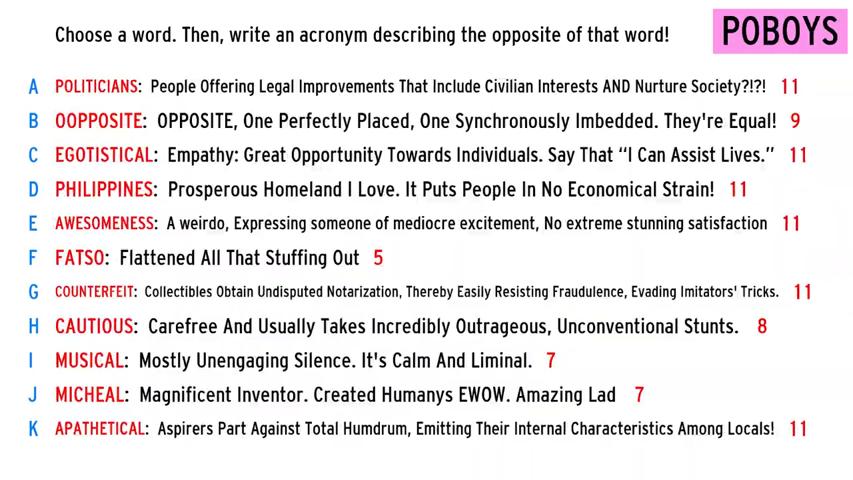 Choose a word. Then, write an acronym describing the opposite of that word!
POBOYS
A POLITICIANS: People Offering Legal Improvements That Include Civilian Interests AND Nurture Society?!?! 11
B OOPPOSITE: OPPOSITE, One Perfectly Placed, One Synchronously Imbedded. They're Equal! 9
C EGOTISTICAL: Empathy: Great Opportunity Towards Individuals. Say That “I Can Assist Lives.” 11
D PHILIPPINES: Prosperous Homeland I Love. It Puts People In No Economical Strain! 11
E AWESOMENESS: A weirdo, Expressing someone of mediocre excitement, No extreme stunning satisfaction 11
F FATSO: Flattened All That Stuffing Out 5
G COUNTERFEIT: Collectibles Obtain Undisputed Notarization, Thereby Easily Resisting Fraudulence, Evading Imitators' Tricks. 11
H CAUTIOUS: Carefree And Usually Takes Incredibly Outrageous, Unconventional Stunts. 8
I MUSICAL: Mostly Unengaging Silence. It's Calm And Liminal. 7
J MICHEAL: Magnificent Inventor. Created Humanys EWOW. Amazing Lad 7
K APATHETICAL: Aspirers Part Against Total Humdrum, Emitting Their Internal Characteristics Among Locals! 11